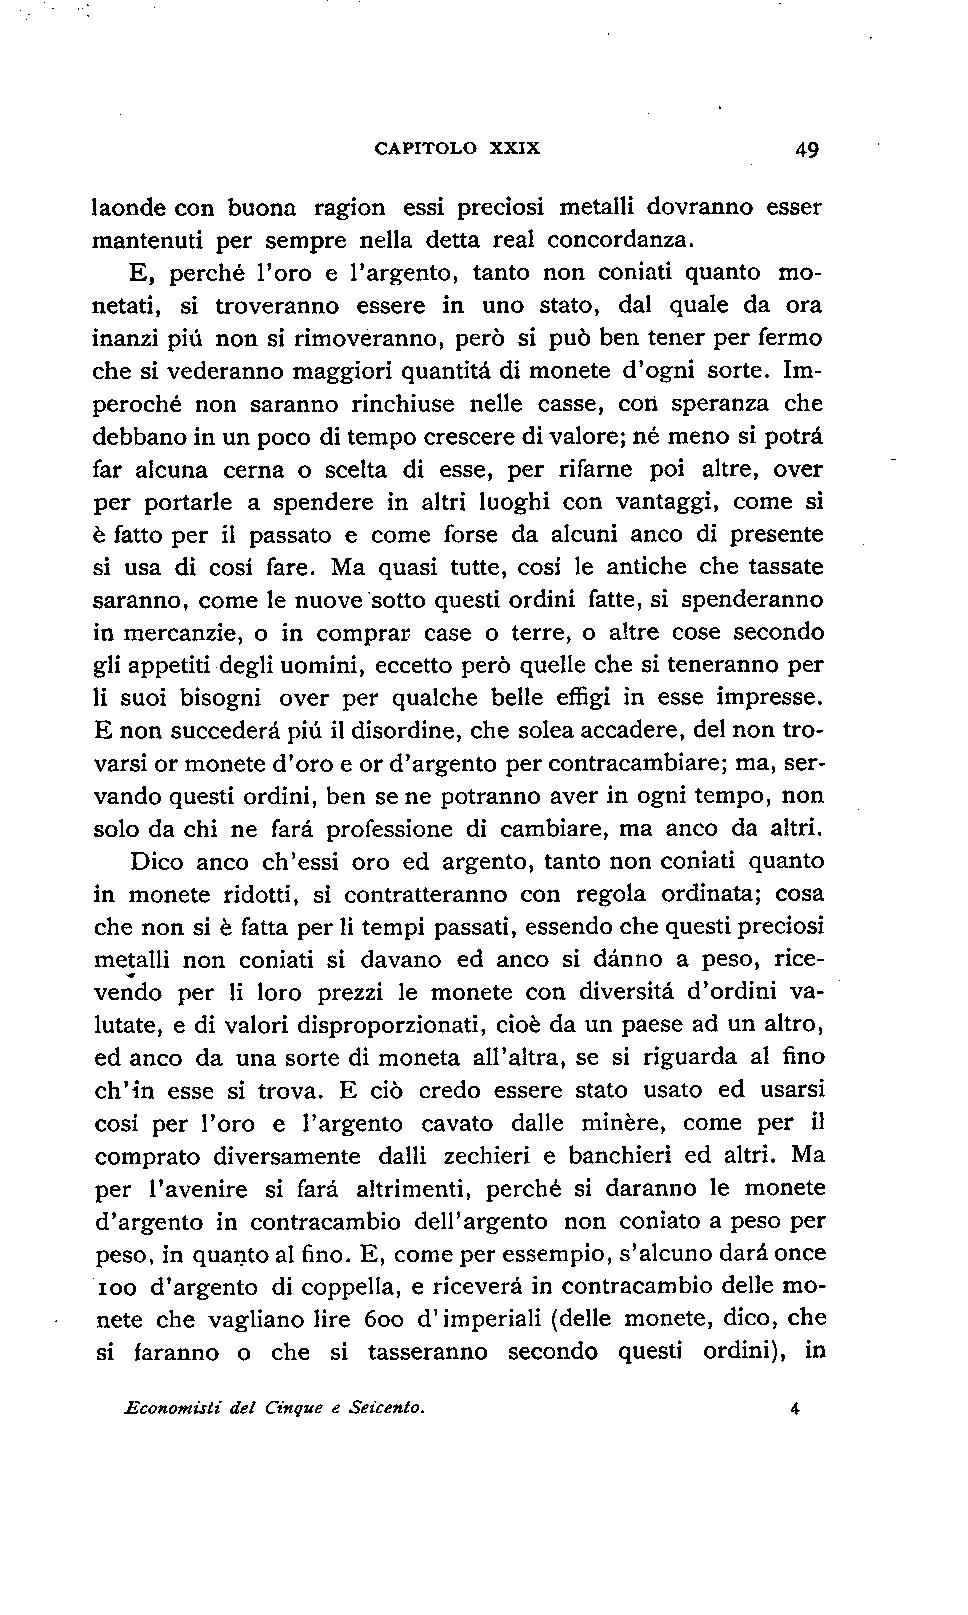 CAPITOLO XXIX 49
laonde con buona ragion essi preciosi metalli dovranno esser
mantenuti per sempre nella detta real concordanza.
E, perché l'oro e l'argento, tanto non coniati quanto mo-
netati, si troveranno essere in uno stato, dal quale da ora
inanzi piú non si rimoveranno, però si può ben tener per fermo
che si vederanno maggiori quantitá di monete d'ogni sorte. Im-
peroché non saranno rinchiuse nelle casse, con speranza che
debbano in un poco di tempo crescere di valore; né meno si potrá
far alcuna cerna o scelta di esse, per rifarne poi altre, over
per portarle a spendere in altri luoghi con vantaggi, come si
è fatto per il passato e come forse da alcuni anco di presente
si usa di cosí fare. Ma quasi tutte, cosí le antiche che tassate
saranno, come le nuove sotto questi ordini fatte, si spenderanno
in mercanzie, o in comprar case o terre, o altre cose secondo
gli appetiti degli uomini, eccetto però quelle che si teneranno per
li suoi bisogni over per qualche belle effigi in esse impresse.
E non succederá piú il disordine, che solea accadere, del non tro-
varsi or monete d'oro e or d'argento per contracambiare; ma, ser-
vando questi ordini, ben se ne potranno aver in ogni tempo, non
solo da chi ne fará professione di cambiare, ma anco da altri.
Dico anco ch'essi oro ed argento, tanto non coniati quanto
in monete ridotti, si contratteranno con regola ordinata; cosa
che non si è fatta per li tempi passati, essendo che questi preciosi
metalli non coniati si davano ed anco si dánno a peso, rice-
vendo per li loro prezzi le monete con diversitá d'ordini va-
lutate, e di valori disproporzionati, cioè da un paese ad un altro,
ed anco da una sorte di moneta all'altra, se si riguarda al fino
ch'in esse si trova. E ciò credo essere stato usato ed usarsi
cosí per l'oro e l'argento cavato dalle minère, come per il
comprato diversamente dalli zechieri e banchieri ed altri. Ma
per l'avenire si fará altrimenti, perché si daranno le monete
d'argento in contracambio dell'argento non coniato a peso per
peso, in quanto al fino. E, come per essempio, s'alcuno dará once
100 d'argento di coppella, e riceverá in contracambio delle mo-
nete che vagliano lire 600 d'imperiali (delle monete, dico, che
si faranno o che si tasseranno secondo questi ordini), in
Economisti del Cinque e Seicento. 4